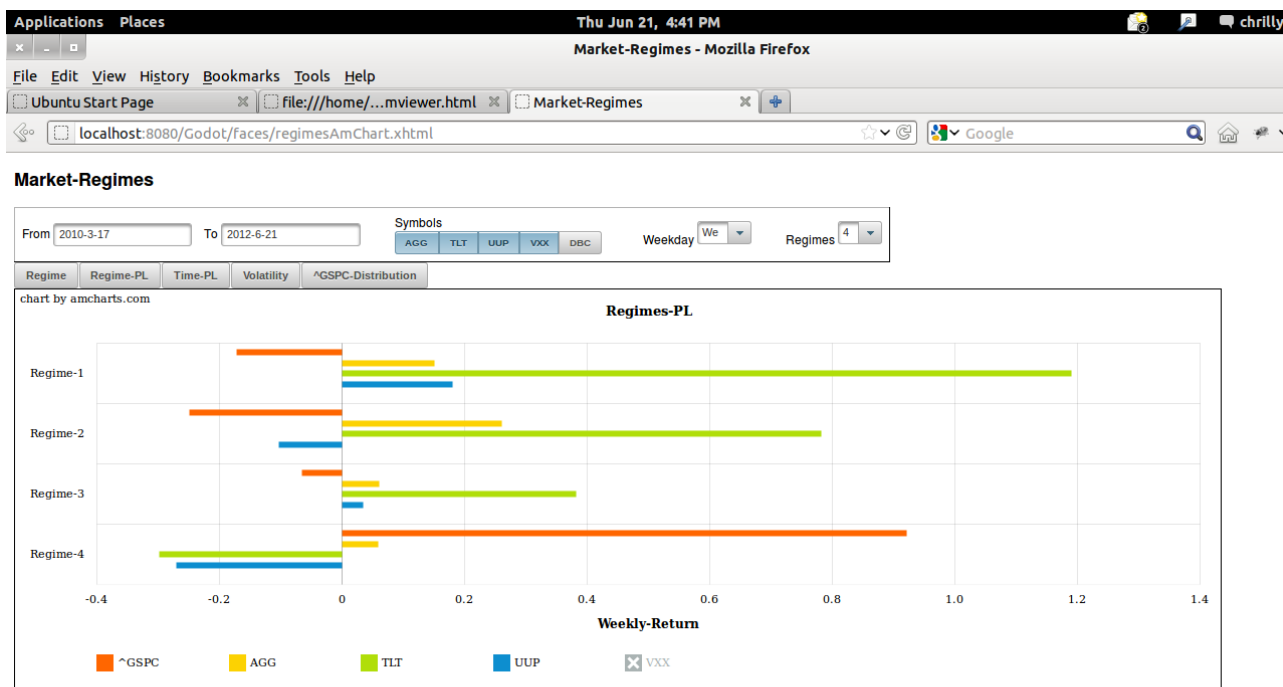 Applications Places Thu Jun 21, 4:41 PM 2 chrilly
Market-Regimes - Mozilla Firefox
File Edit View History Bookmarks Tools Help
Ubuntu Start Page file:///home/...mviewer.html Market-Regimes
localhost:8080/Godot/faces/regimesAmChart.xhtml Google
Market-Regimes
Symbols
From 2010-3-17 To 2012-6-21 AGG TLT UUP VXX DBC Weekday We Regimes 4
Regime Regime-PL Time-PL Volatility ^GSPC-Distribution
chart by amcharts.com
Regimes-PL
Regime-1
Regime-2
Regime-3
Regime-4
-0.4 -0.2 0 0.2 0.4 0.6 0.8 1.0 1.2 1.4
Weekly-Return
^GSPC AGG TLT UUP VXX